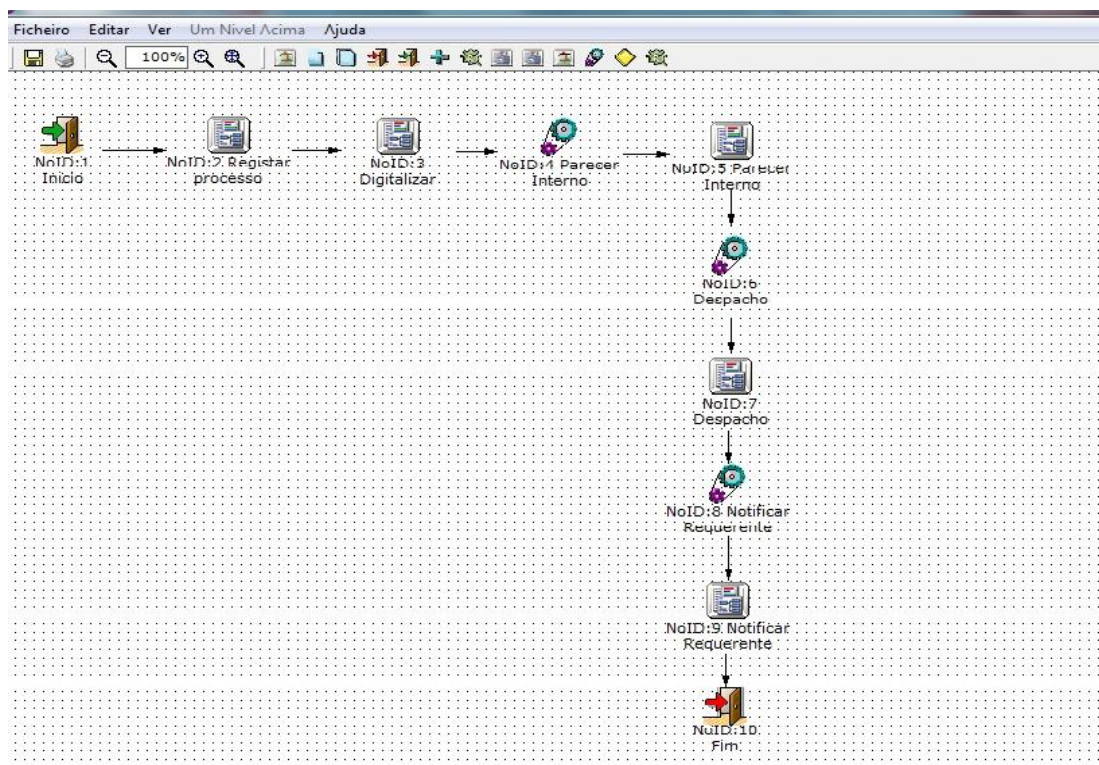 Ficheiro Editar Ver Um Nivel Acima Ajuda
100%
NoID:1
Inicio
NoID:2 Registar
processo
NoID:3
Digitalizar
NoID:4 Parecer
Interno
NoID:5 Parecer
Interno
NoID:6
Despacho
NoID:7
Despacho
NoID:8 Notificar
Requerente
NoID:9 Notificar
Requerente
NoID:10
Fim